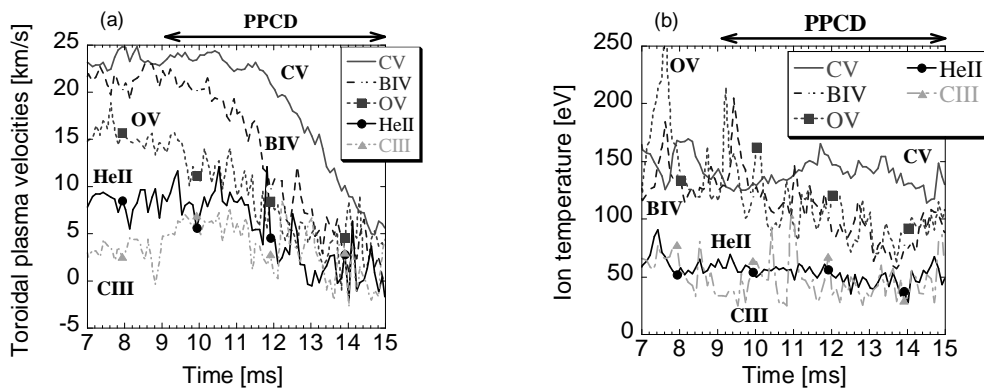 (a)
PPCD
Toroidal plasma velocities [km/s]
25
20
15
10
5
0
-5
CV
BIV
OV
HeII
CIII
CV
BIV
OV
HeII
CIII
7 8 9 10 11 12 13 14 15
Time [ms]
(b)
PPCD
Ion temperature [eV]
250
200
150
100
50
0
OV
CV
BIV
HeII
CIII
CV HeII
BIV CIII
OV
7 8 9 10 11 12 13 14 15
Time [ms]